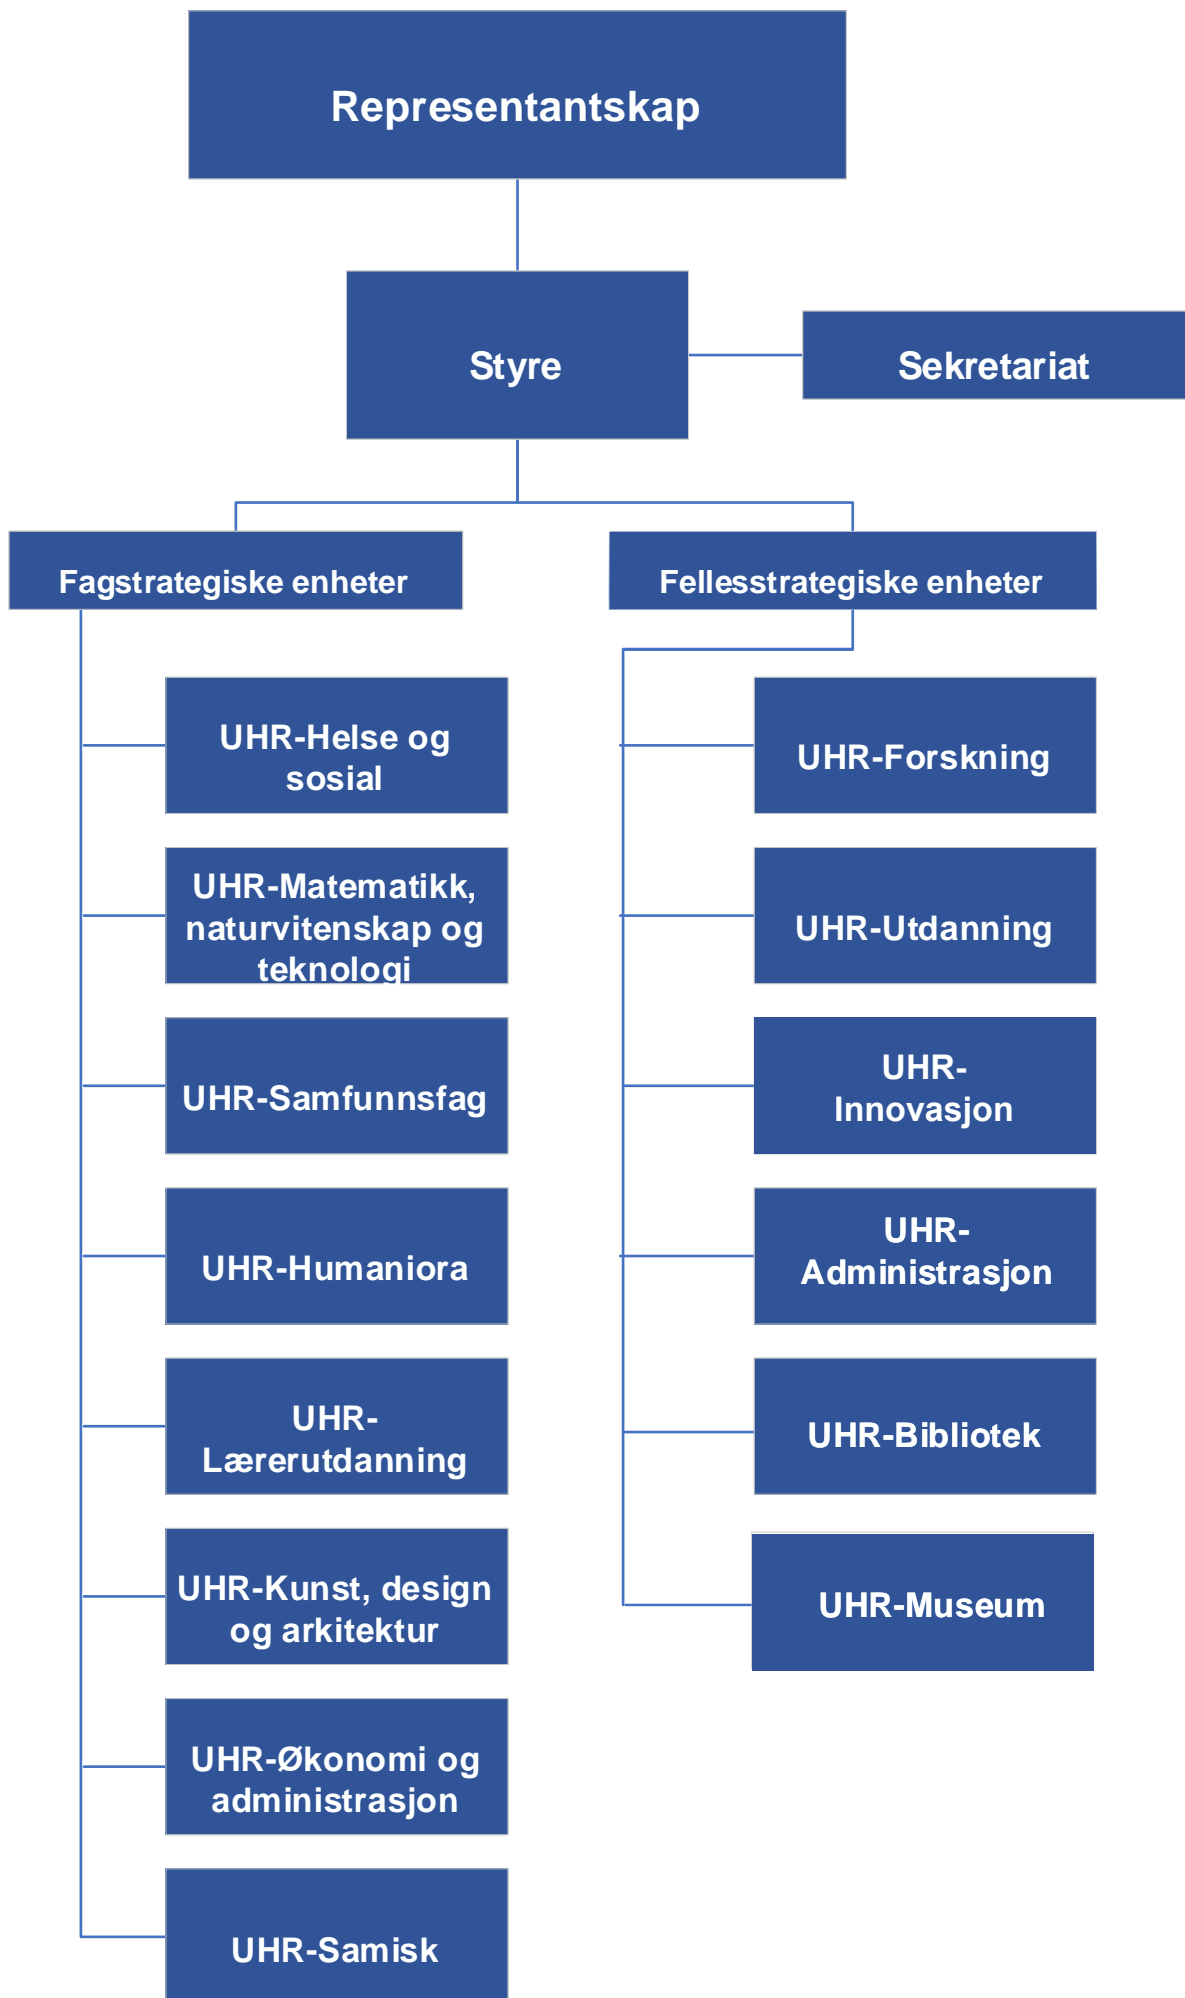 Representantskap
Styre
Sekretariat
Fagstrategiske enheter
Fellesstrategiske enheter
UHR-Helse og
sosial
UHR-Matematikk,
naturvitenskap og
teknologi
UHR-Samfunnsfag
UHR-Humaniora
UHR-
Lærerutdanning
UHR-Kunst, design
og arkitektur
UHR-Økonomi og
administrasjon
UHR-Samisk
UHR-Forskning
UHR-Utdanning
UHR-
Innovasjon
UHR-
Administrasjon
UHR-Bibliotek
UHR-Museum